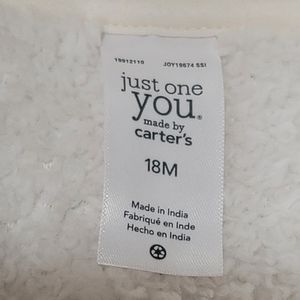 19912110 JOY19674 SSI
just one
you®
made by
carter's
18M
Made in India
Fabriqué en Inde
Hecho en India